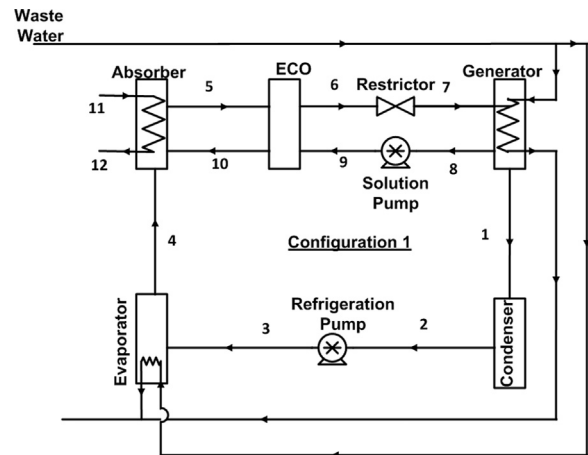 Waste
Water
Absorber
5
ECO
6
Restrictor
7
Generator
11
12
10
9
8
Solution
Pump
1
4
Configuration 1
Evaporator
3
Refrigeration
Pump
2
Condenser